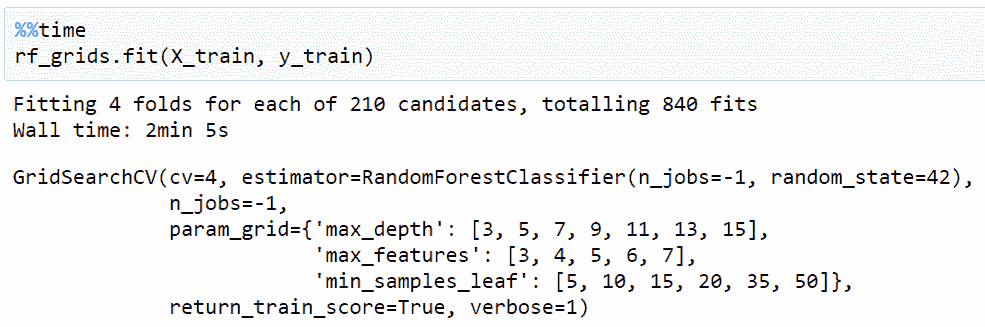 %%time
rf_grids.fit(X_train, y_train)
Fitting 4 folds for each of 210 candidates, totalling 840 fits
Wall time: 2min 5s
GridSearchCV(cv=4, estimator=RandomForestClassifier(n_jobs=-1, random_state=42),
             n_jobs=-1,
             param_grid={'max_depth': [3, 5, 7, 9, 11, 13, 15],
                         'max_features': [3, 4, 5, 6, 7],
                         'min_samples_leaf': [5, 10, 15, 20, 35, 50]},
             return_train_score=True, verbose=1)